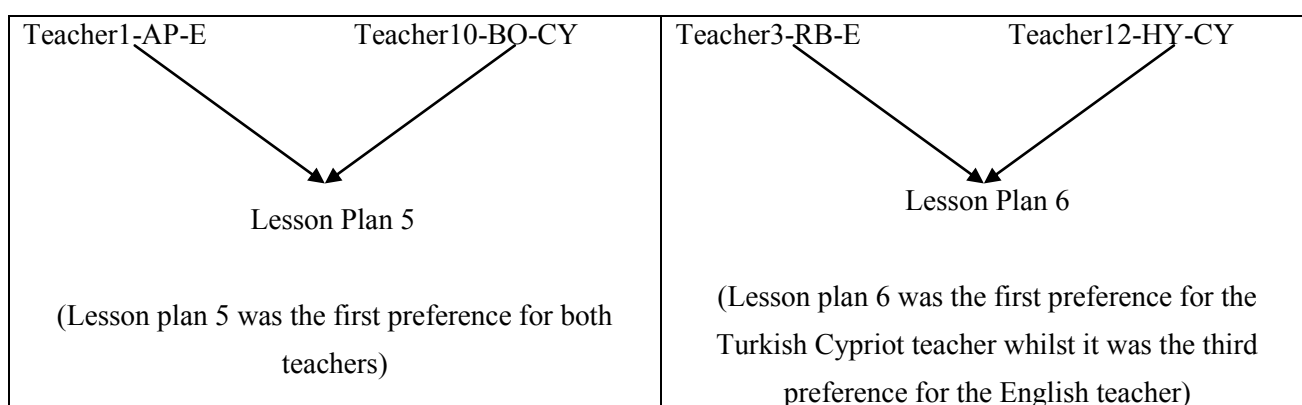 Teacher1-AP-E Teacher10-BO-CY
Lesson Plan 5
(Lesson plan 5 was the first preference for both
teachers)
Teacher3-RB-E Teacher12-HY-CY
Lesson Plan 6
(Lesson plan 6 was the first preference for the
Turkish Cypriot teacher whilst it was the third
preference for the English teacher)